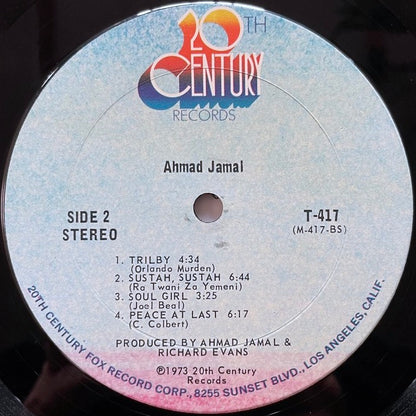 20TH
CENTURY
RECORDS
Ahmad Jamal
SIDE 2
STEREO
T-417
(M-417-BS)
1. TRILBY 4:34
(Orlando Murden)
2. SUSTAH, SUSTAH 6:44
(Ra Twani Za Yemeni)
3. SOUL GIRL 3:25
(Joel Beal)
4. PEACE AT LAST 6:17
(C. Colbert)
PRODUCED BY AHMAD JAMAL &
RICHARD EVANS
℗1973 20th Century
Records
20TH CENTURY FOX RECORD CORP., 8255 SUNSET BLVD., LOS ANGELES, CALIF.